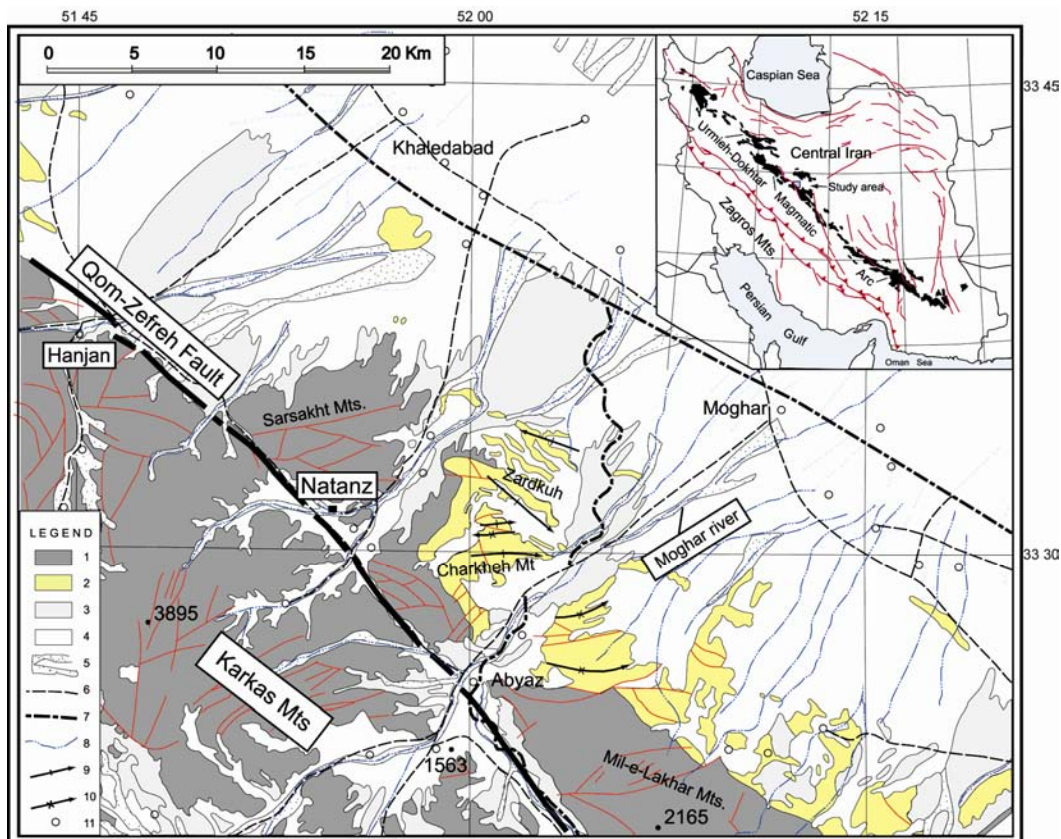 51 45
52 00
52 15
0
5
10
15
20 Km
33 45
33 30
Caspian Sea
Central Iran
Urmieh-Dokhtar
Magmatic
Arc
Study area
Zagros Mts
Persian
Gulf
Oman Sea
Khaledabad
Qom-Zefreh Fault
Hanjan
Sarsakht Mts.
Natanz
Moghar
Zardkuh
Moghar river
Charkheh Mt
3895
Karkas Mts
Abyaz
1563
Mil-e-Lakhar Mts.
2165
LEGEND
1
2
3
4
5
6
7
8
9
10
11